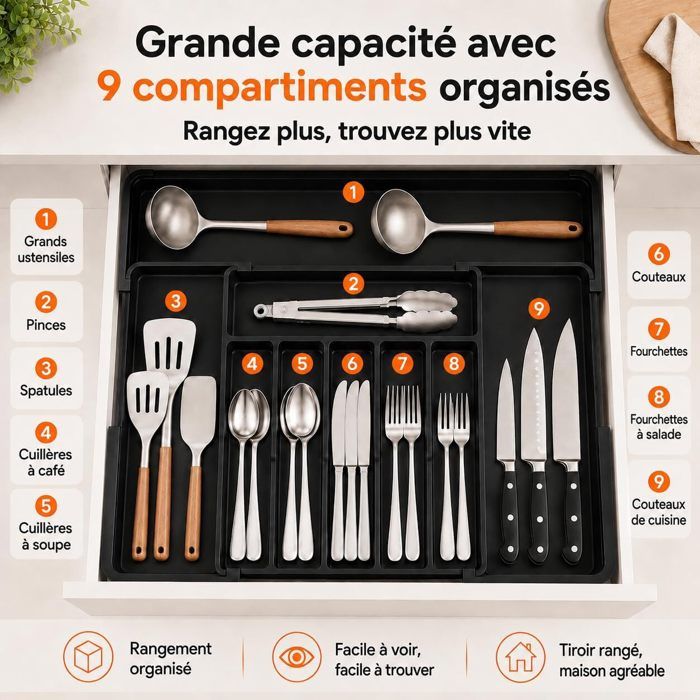 Grande capacité avec
9 compartiments organisés
Rangez plus, trouvez plus vite
1
Grands
ustensiles
2
Pinces
3
Spatules
4
Cuillères
à café
5
Cuillères
à soupe
1
2
3
4
5
6
7
8
9
6
Couteaux
7
Fourchettes
8
Fourchettes
à salade
9
Couteaux
de cuisine
Rangement
organisé
Facile à voir,
facile à trouver
Tiroir rangé,
maison agréable